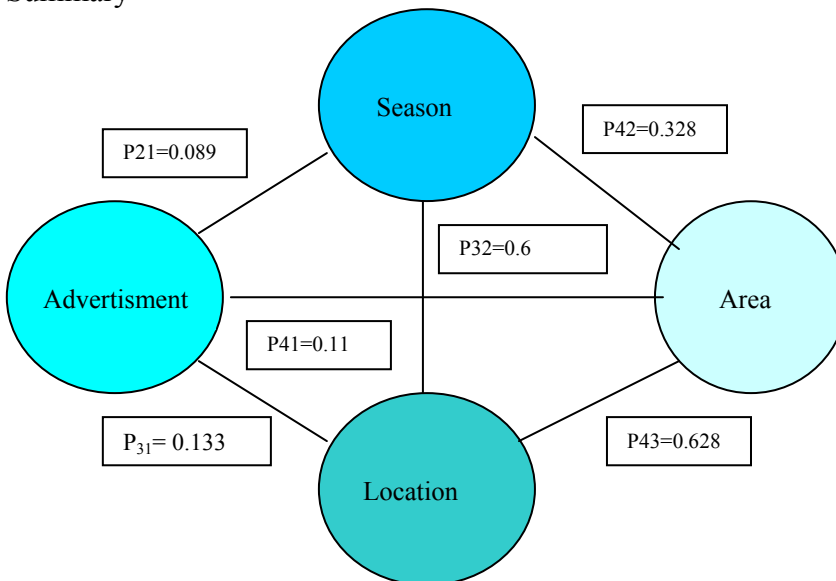 Summary
Season
P42=0.328
P21=0.089
P32=0.6
Advertisment
Area
P41=0.11
P₃₁= 0.133
P43=0.628
Location